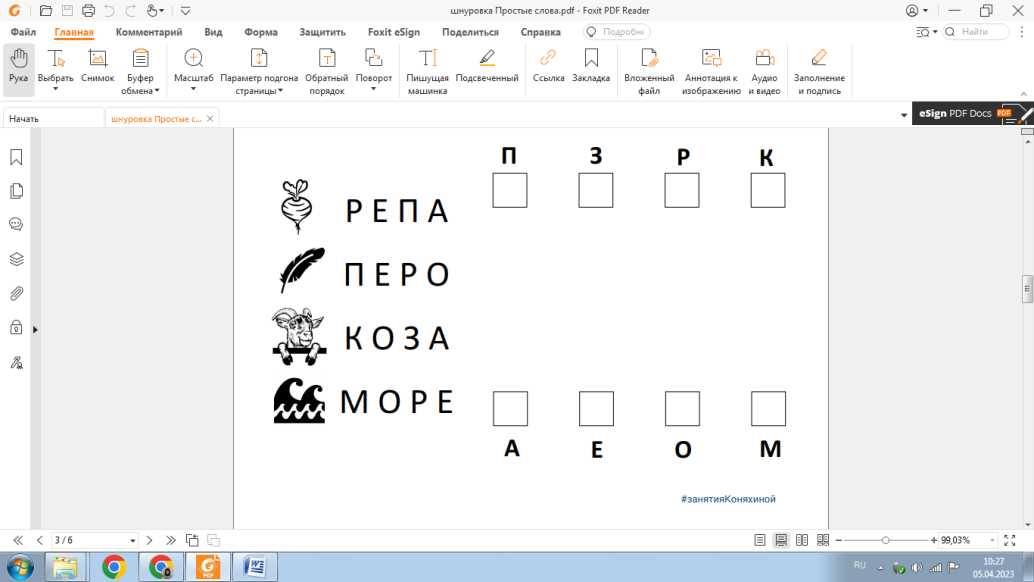 шнуровка Простые слова.pdf - Foxit PDF Reader
Файл Главная Комментарий Вид Форма Защитить Foxit eSign Поделиться Справка Подробн Найти
Рука Выбрать Снимок Буфер обмена Масштаб Параметр подгона страницы Обратный порядок Поворот Пишущая машинка Подсвеченный Ссылка Закладка Вложенный файл Аннотация к изображению Аудио и видео Заполнение и подпись
Начать шнуровка Простые с... eSign PDF Docs PDF
П З Р К
РЕПА
ПЕРО
КОЗА
МОРЕ
А Е О М
#занятияКоняхиной
3 / 6 99,03%
RU 10:27
05.04.2023